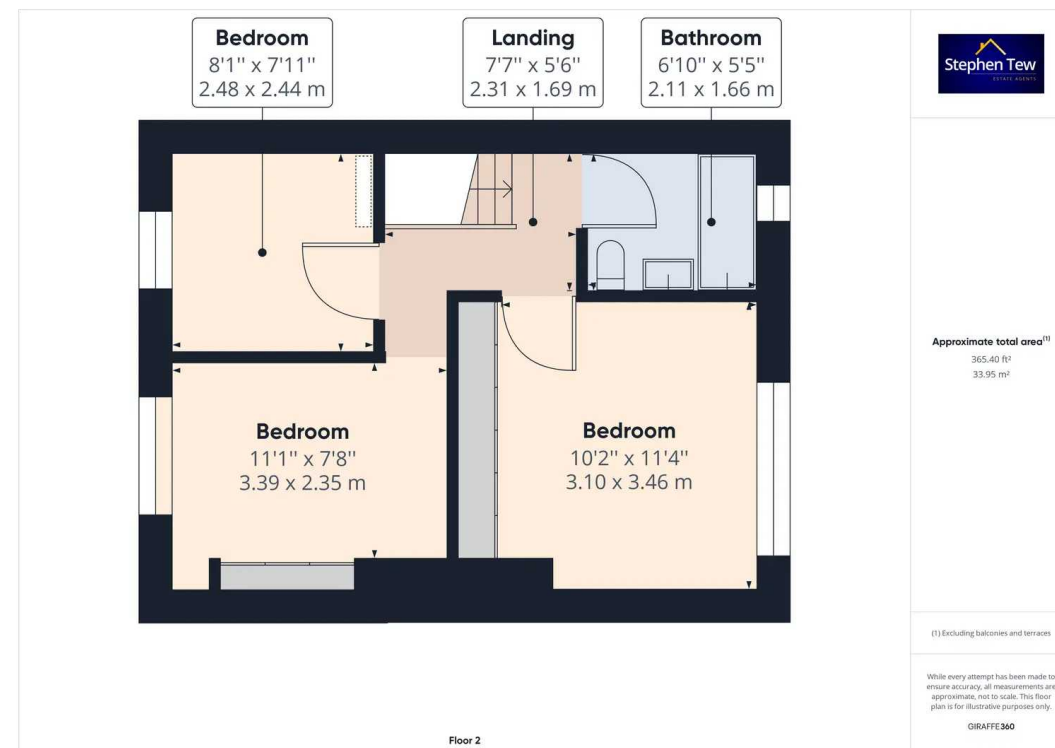 Bedroom
8'1" x 7'11"
2.48 x 2.44 m
Landing
7'7" x 5'6"
2.31 x 1.69 m
Bathroom
6'10" x 5'5"
2.11 x 1.66 m
Bedroom
11'1" x 7'8"
3.39 x 2.35 m
Bedroom
10'2" x 11'4"
3.10 x 3.46 m
Floor 2
Stephen Tew
ESTATE AGENTS
Approximate total area(1)
365.40 ft²
33.95 m²
(1) Excluding balconies and terraces
While every attempt has been made to
ensure accuracy, all measurements are
approximate, not to scale. This floor
plan is for illustrative purposes only.
GIRAFFE360